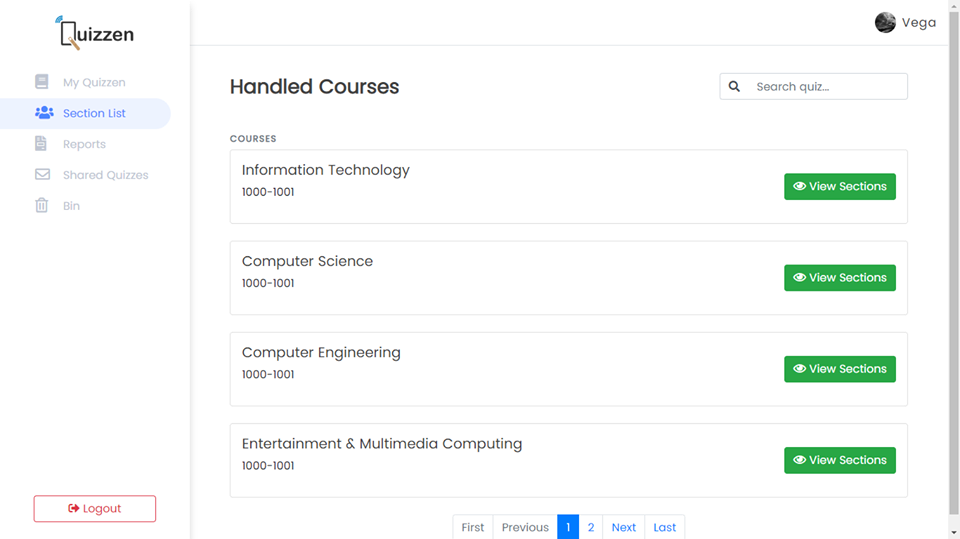 Quizzen
My Quizzen
Section List
Reports
Shared Quizzes
Bin
Logout
Vega
Handled Courses
Search quiz...
COURSES
Information Technology
1000-1001
View Sections
Computer Science
1000-1001
View Sections
Computer Engineering
1000-1001
View Sections
Entertainment & Multimedia Computing
1000-1001
View Sections
First Previous 1 2 Next Last